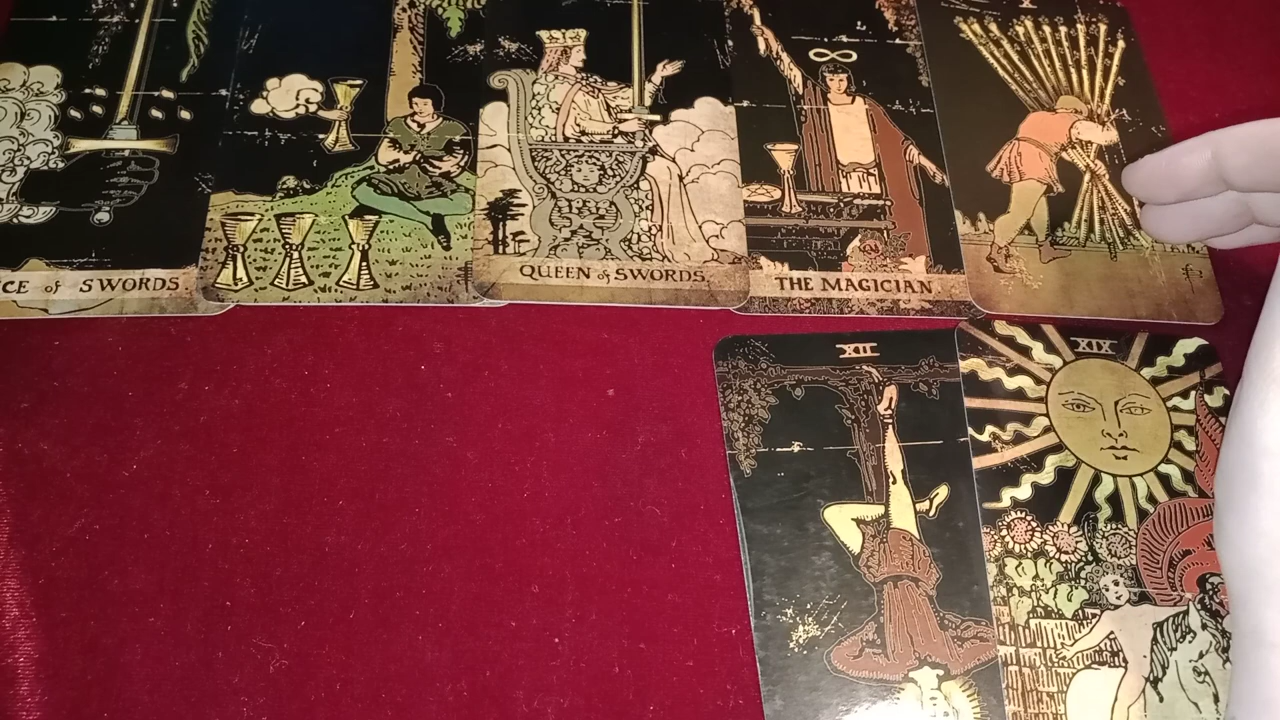 CE of SWORDS.
QUEEN of SWORDS.
THE MAGICIAN.
X
XII
XIX